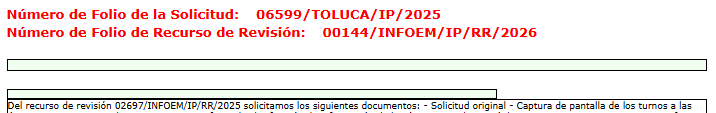 Número de Folio de la Solicitud: 06599/TOLUCA/IP/2025
Número de Folio de Recurso de Revisión: 00144/INFOEM/IP/RR/2026
Del recurso de revisión 02697/INFOEM/IP/RR/2025 solicitamos los siguientes documentos: - Solicitud original - Captura de pantalla de los turnos a las